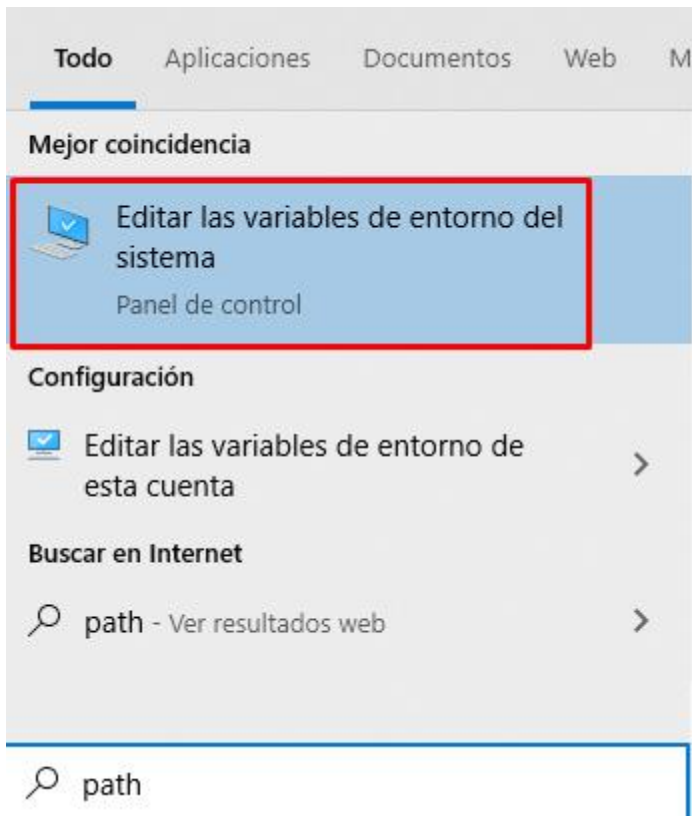 Todo Aplicaciones Documentos Web M
Mejor coincidencia
Editar las variables de entorno del
sistema
Panel de control
Configuración
Editar las variables de entorno de
esta cuenta
Buscar en Internet
path - Ver resultados web
path